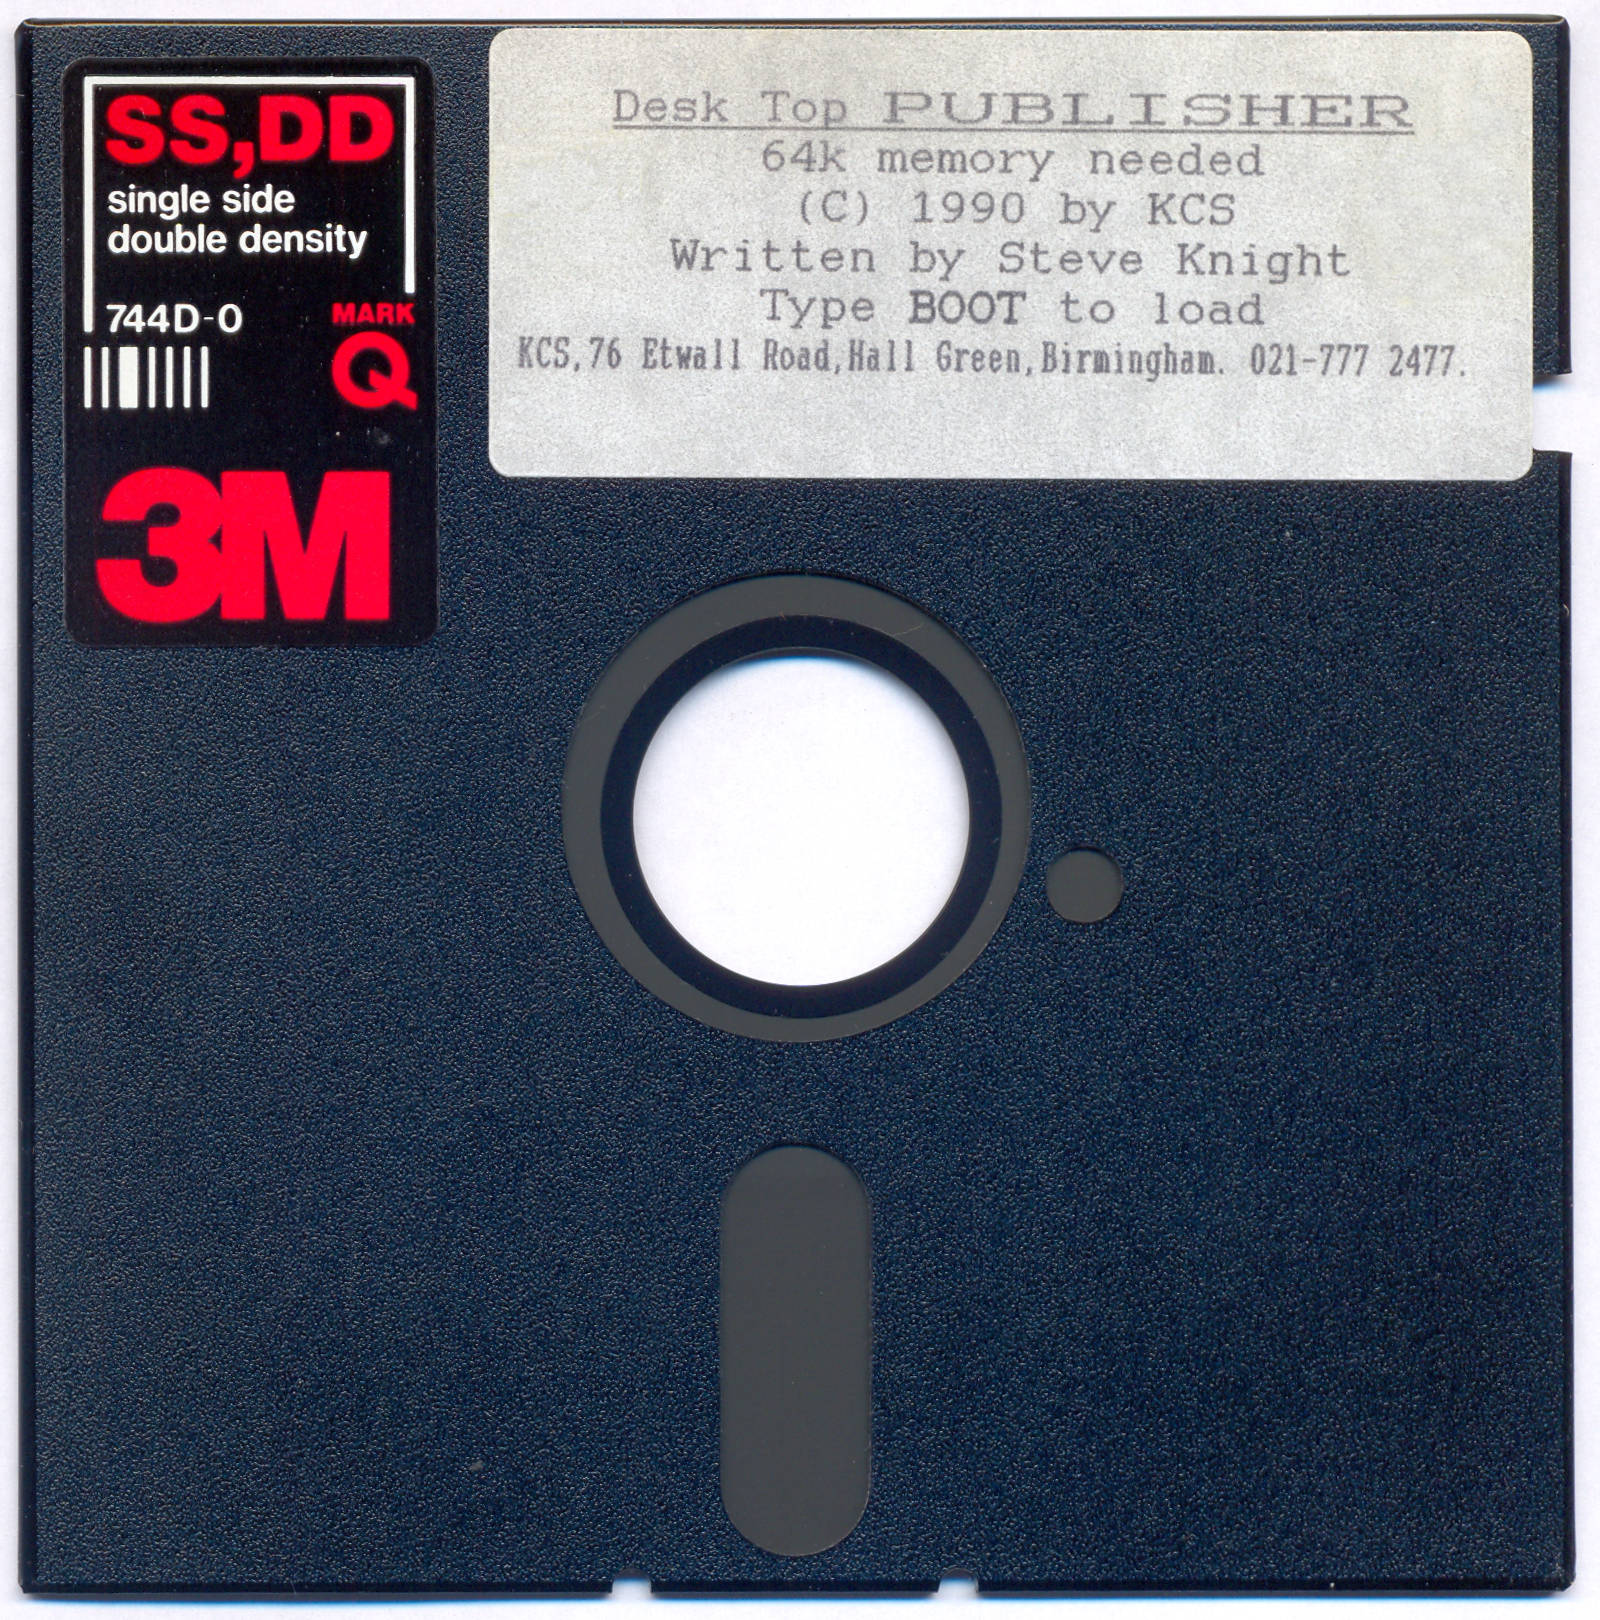 SS,DD
single side
double density
744D-0
MARK
Q
3M
Desk Top PUBLISHER
64k memory needed
(C) 1990 by KCS
Written by Steve Knight
Type BOOT to load
KCS,76 Etwall Road,Hall Green,Birmingham. 021-777 2477.